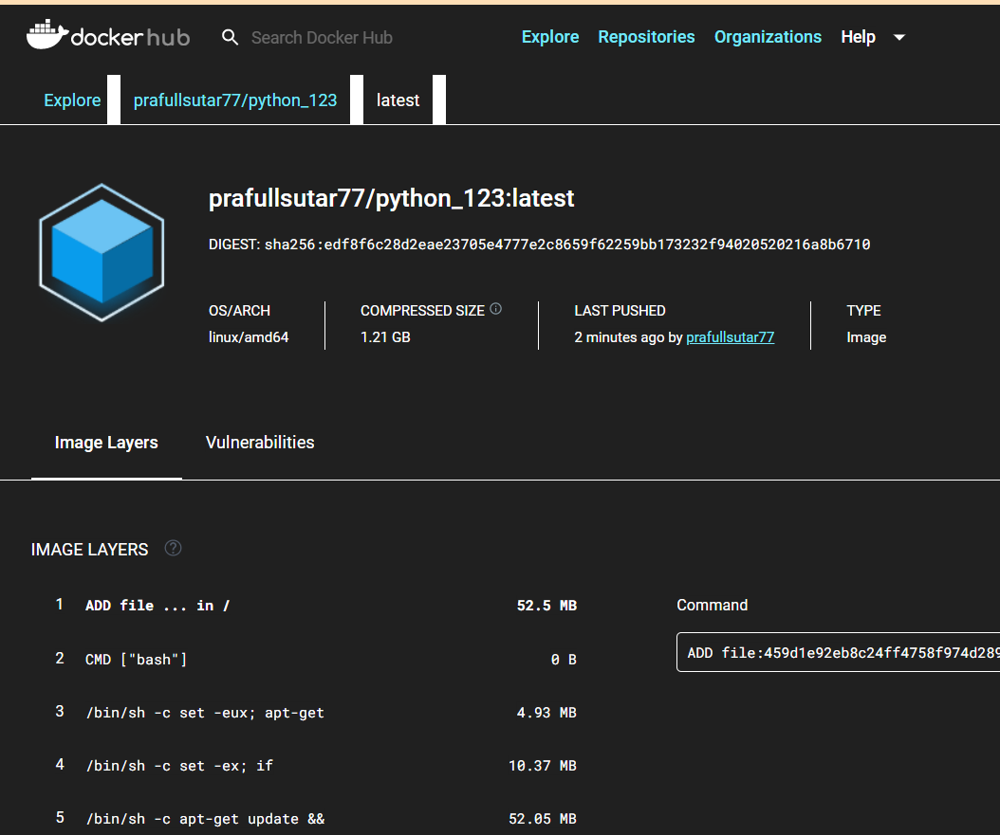 docker hub Search Docker Hub Explore Repositories Organizations Help
Explore prafullsutar77/python_123 latest
prafullsutar77/python_123:latest
DIGEST: sha256:edf8f6c28d2eae23705e4777e2c8659f62259bb173232f94020520216a8b6710
OS/ARCH COMPRESSED SIZE LAST PUSHED TYPE
linux/amd64 1.21 GB 2 minutes ago by prafullsutar77 Image
Image Layers Vulnerabilities
IMAGE LAYERS
1 ADD file ... in / 52.5 MB Command
2 CMD ["bash"] 0 B ADD file:459d1e92eb8c24ff4758f974d289
3 /bin/sh -c set -eux; apt-get 4.93 MB
4 /bin/sh -c set -ex; if 10.37 MB
5 /bin/sh -c apt-get update && 52.05 MB